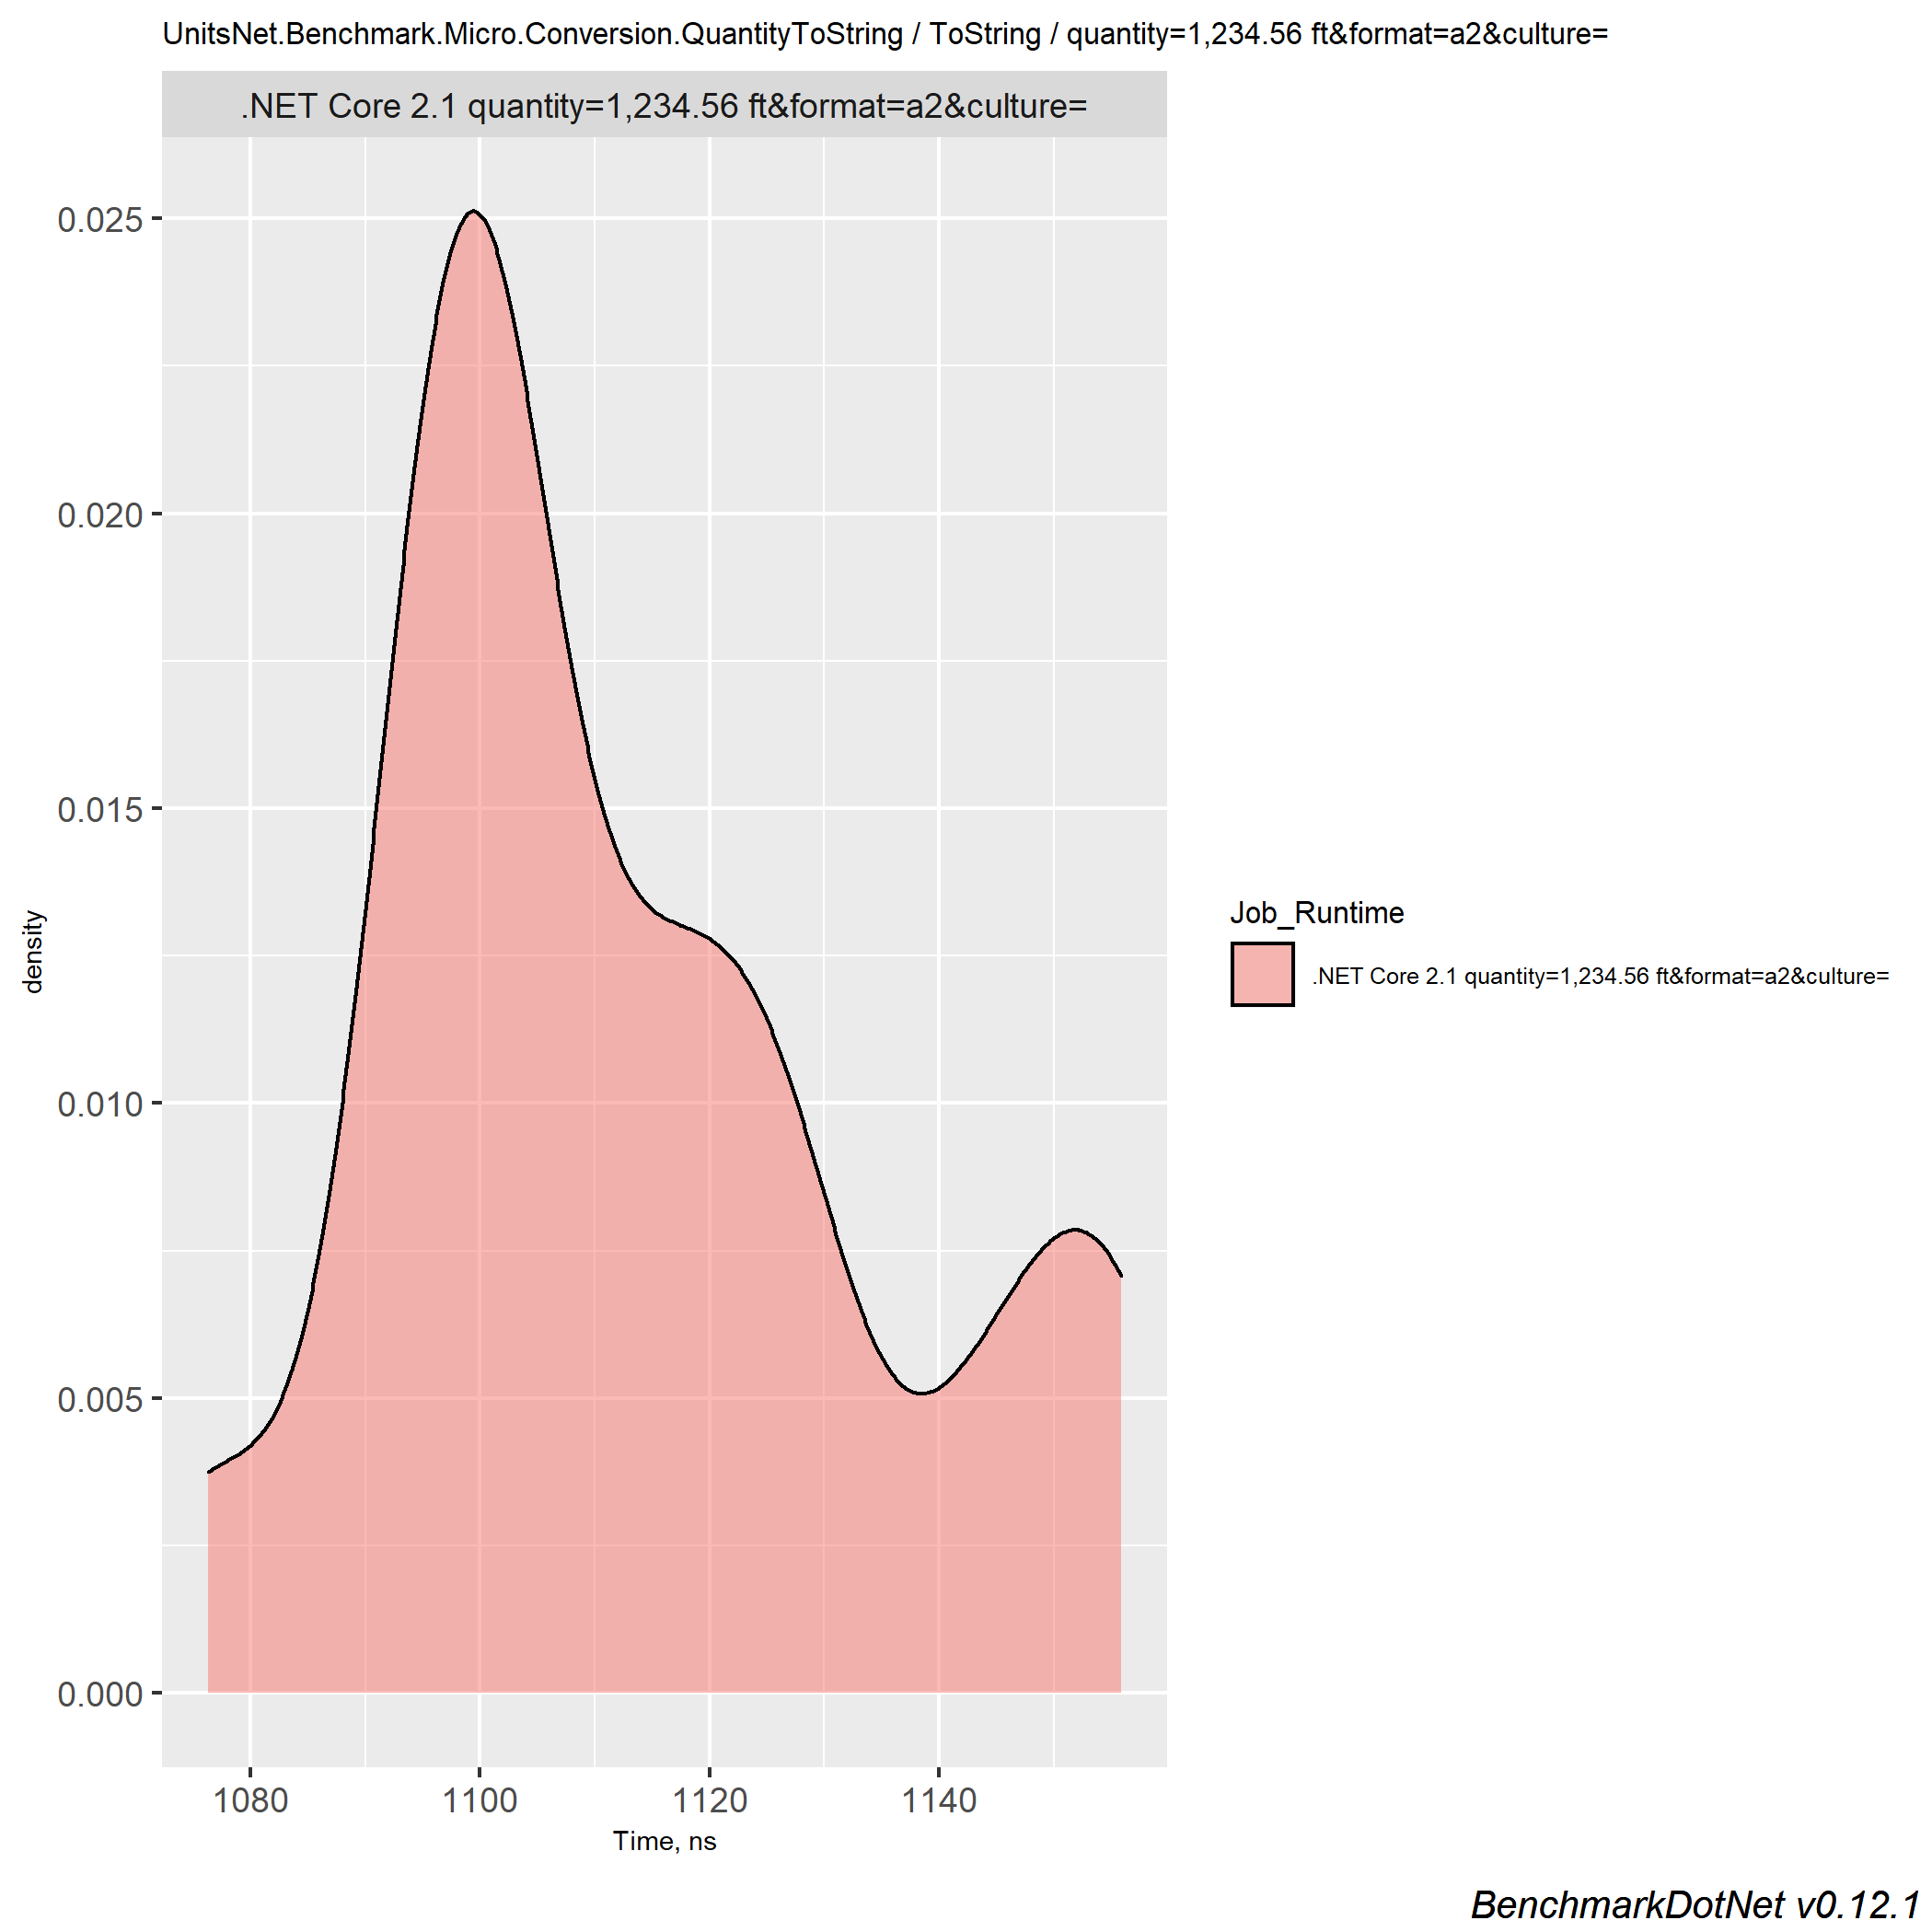 UnitsNet.Benchmark.Micro.Conversion.QuantityToString / ToString / quantity=1,234.56 ft&format=a2&culture=
.NET Core 2.1 quantity=1,234.56 ft&format=a2&culture=
0.025
0.020
0.015
0.010
0.005
0.000
density
1080 1100 1120 1140
Time, ns
Job_Runtime
.NET Core 2.1 quantity=1,234.56 ft&format=a2&culture=
BenchmarkDotNet v0.12.1